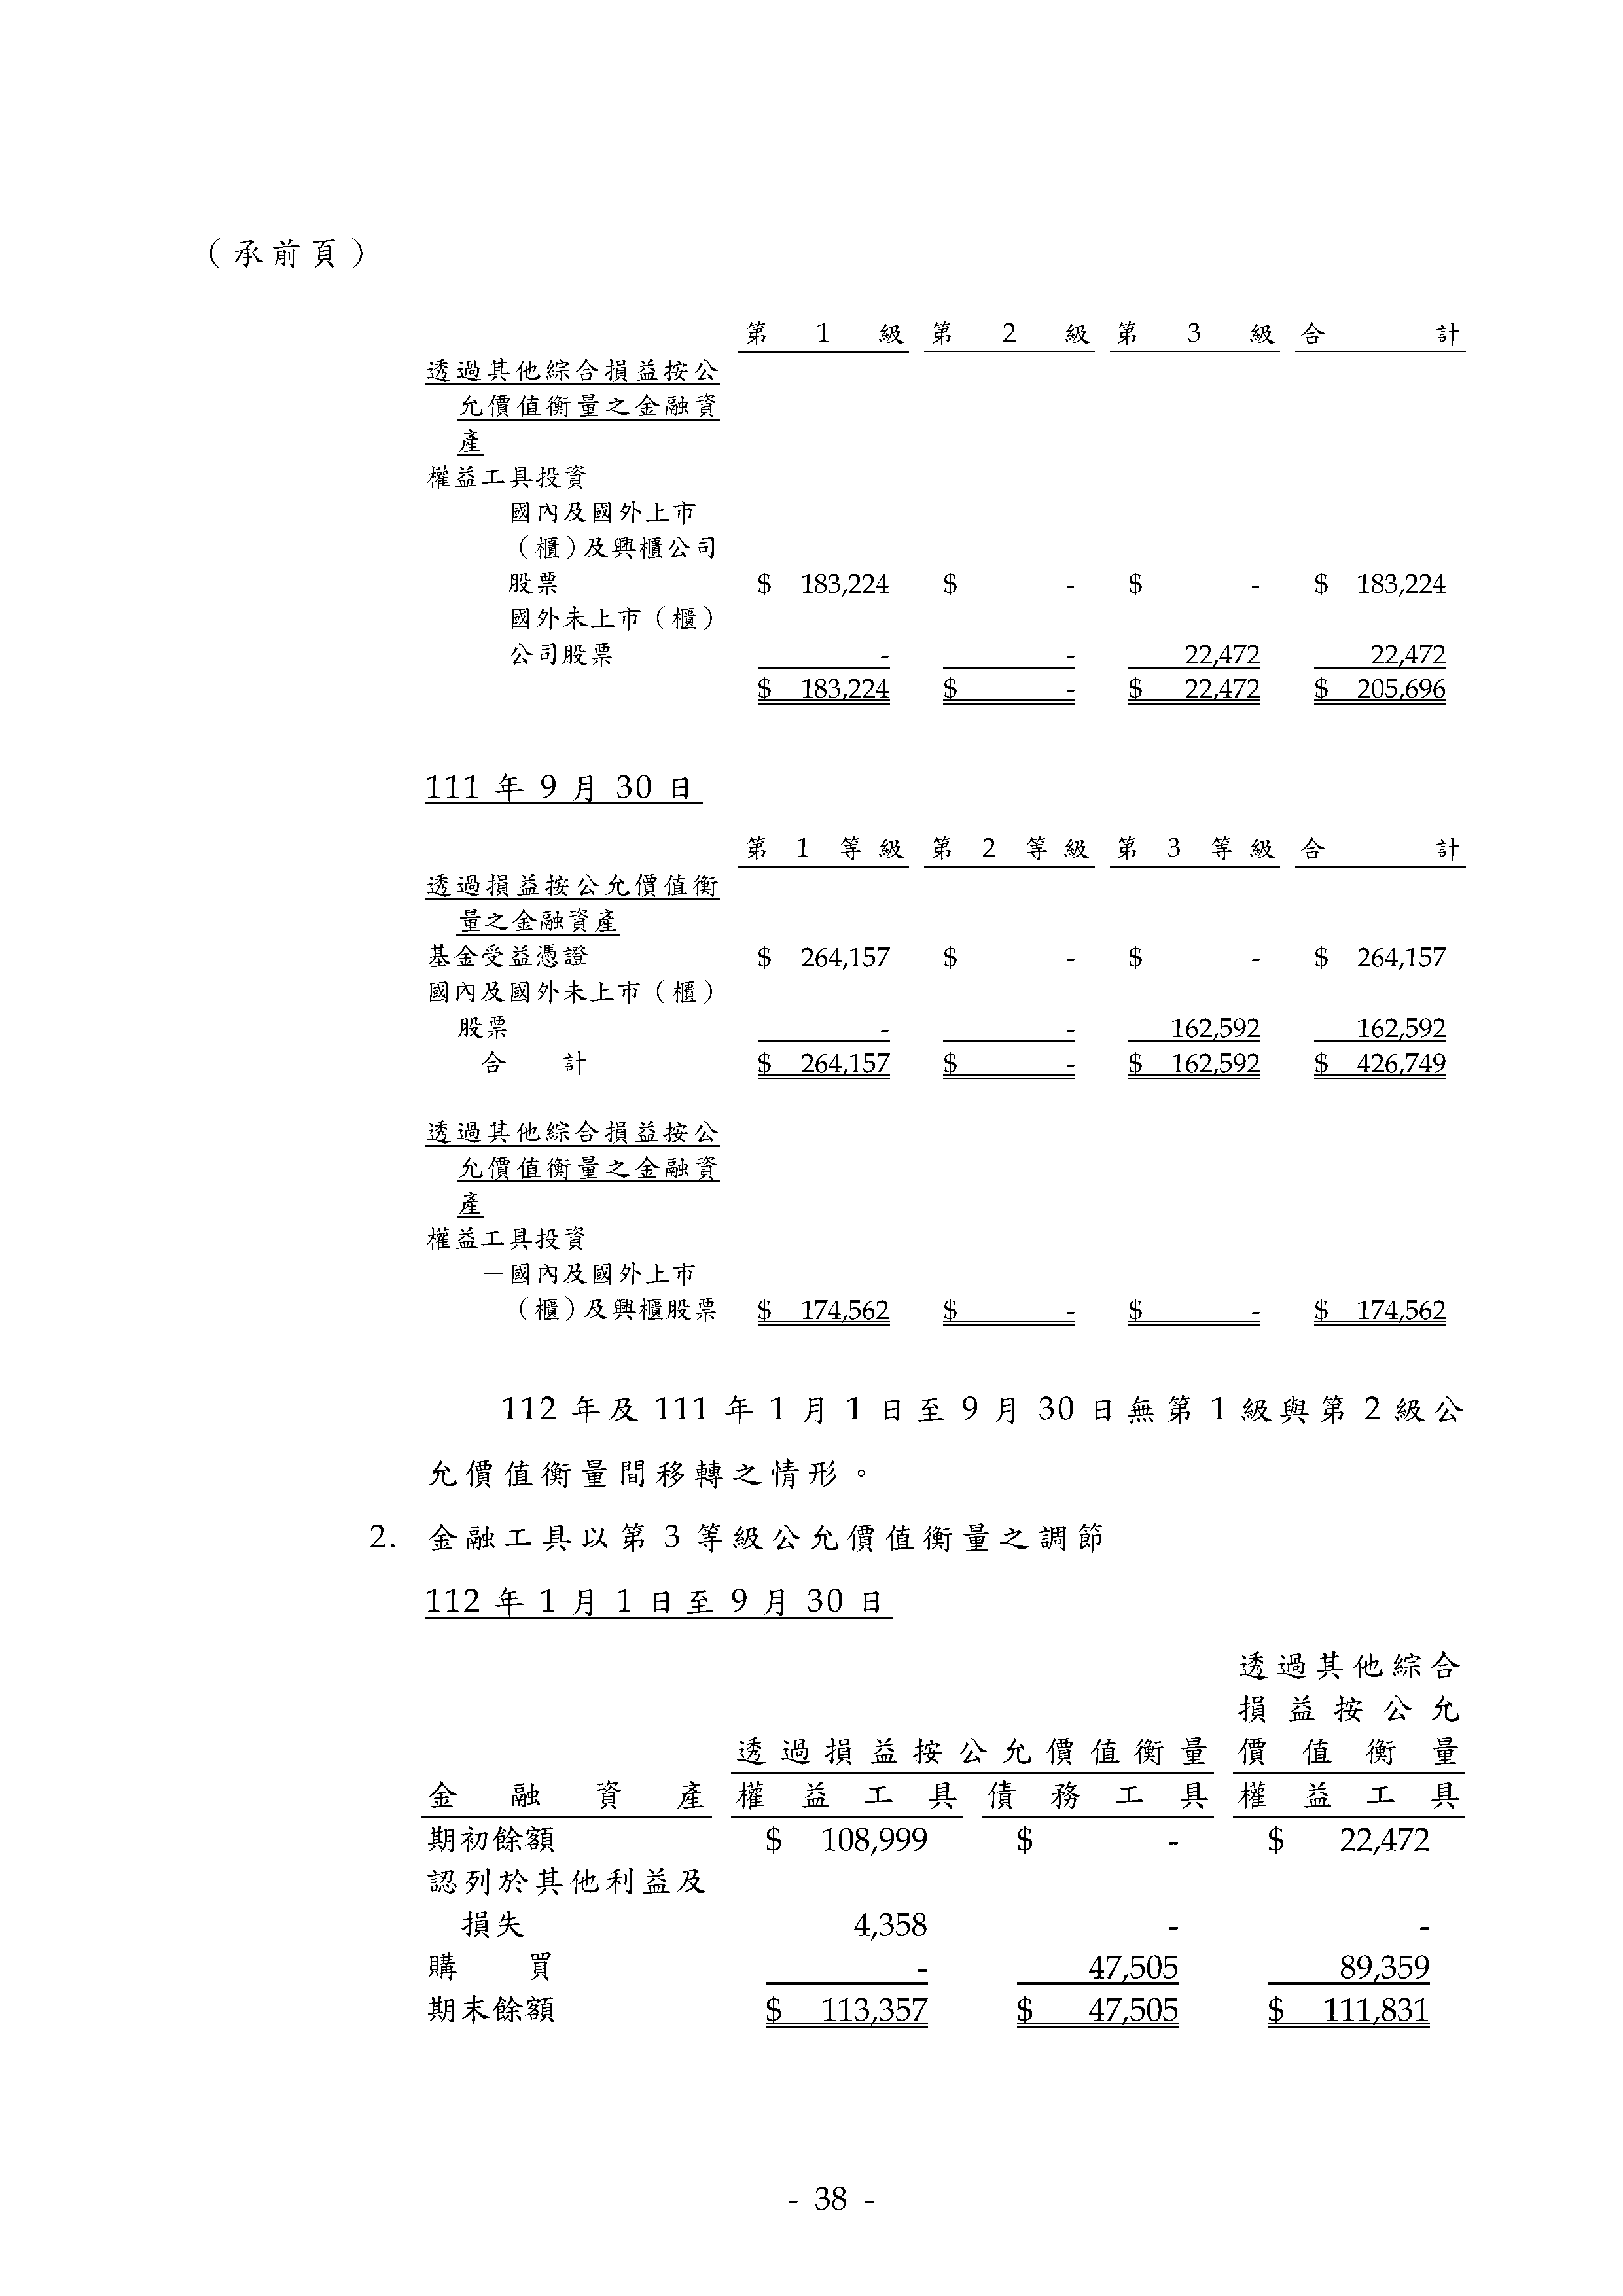 （承前頁）
第 1 級 第 2 級 第 3 級 合 計
透過其他綜合損益按公
允價值衡量之金融資
產
權益工具投資
－國內及國外上市
（櫃）及興櫃公司
股票 $ 183,224 $ - $ - $ 183,224
－國外未上市（櫃）
公司股票 - - 22,472 22,472
$ 183,224 $ - $ 22,472 $ 205,696
111 年 9 月 30 日
第 1 等 級 第 2 等 級 第 3 等 級 合 計
透過損益按公允價值衡
量之金融資產
基金受益憑證 $ 264,157 $ - $ - $ 264,157
國內及國外未上市（櫃）
股票 - - 162,592 162,592
合 計 $ 264,157 $ - $ 162,592 $ 426,749
透過其他綜合損益按公
允價值衡量之金融資
產
權益工具投資
－國內及國外上市
（櫃）及興櫃股票 $ 174,562 $ - $ - $ 174,562
112 年及 111 年 1 月 1 日至 9 月 30 日無第 1 級與第 2 級公
允價值衡量間移轉之情形。
2. 金融工具以第 3 等級公允價值衡量之調節
112 年 1 月 1 日至 9 月 30 日
透過其他綜合
損益按公允
透過損益按公允價值衡量 價值衡量
金融資產 權益工具 債務工具 權益工具
期初餘額 $ 108,999 $ - $ 22,472
認列於其他利益及
損失 4,358 - -
購 買 - 47,505 89,359
期末餘額 $ 113,357 $ 47,505 $ 111,831
- 38 -